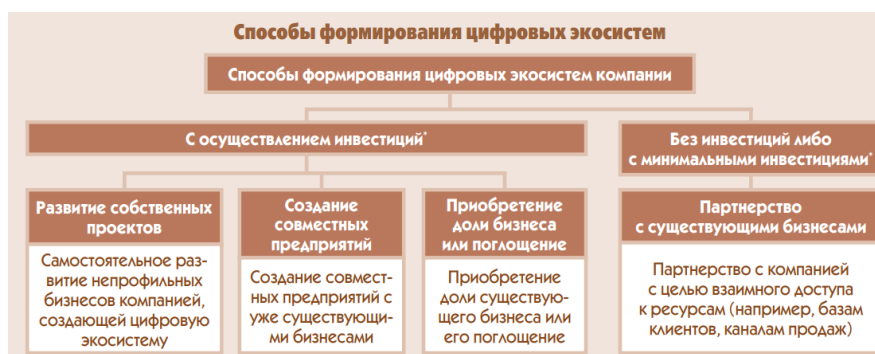 Способы формирования цифровых экосистем
Способы формирования цифровых экосистем компании
С осуществлением инвестиций*
Без инвестиций либо
с минимальными инвестициями*
Развитие собственных
проектов
Самостоятельное раз-
витие непрофильных
бизнесов компанией,
создающей цифровую
экосистему
Создание
совместных
предприятий
Создание совмест-
ных предприятий с
уже существующи-
ми бизнесами
Приобретение
доли бизнеса
или поглощение
Приобретение
доли существую-
щего бизнеса или
его поглощение
Партнерство
с существующими бизнесами
Партнерство с компанией
с целью взаимного доступа
к ресурсам (например, базам
клиентов, каналам продаж)